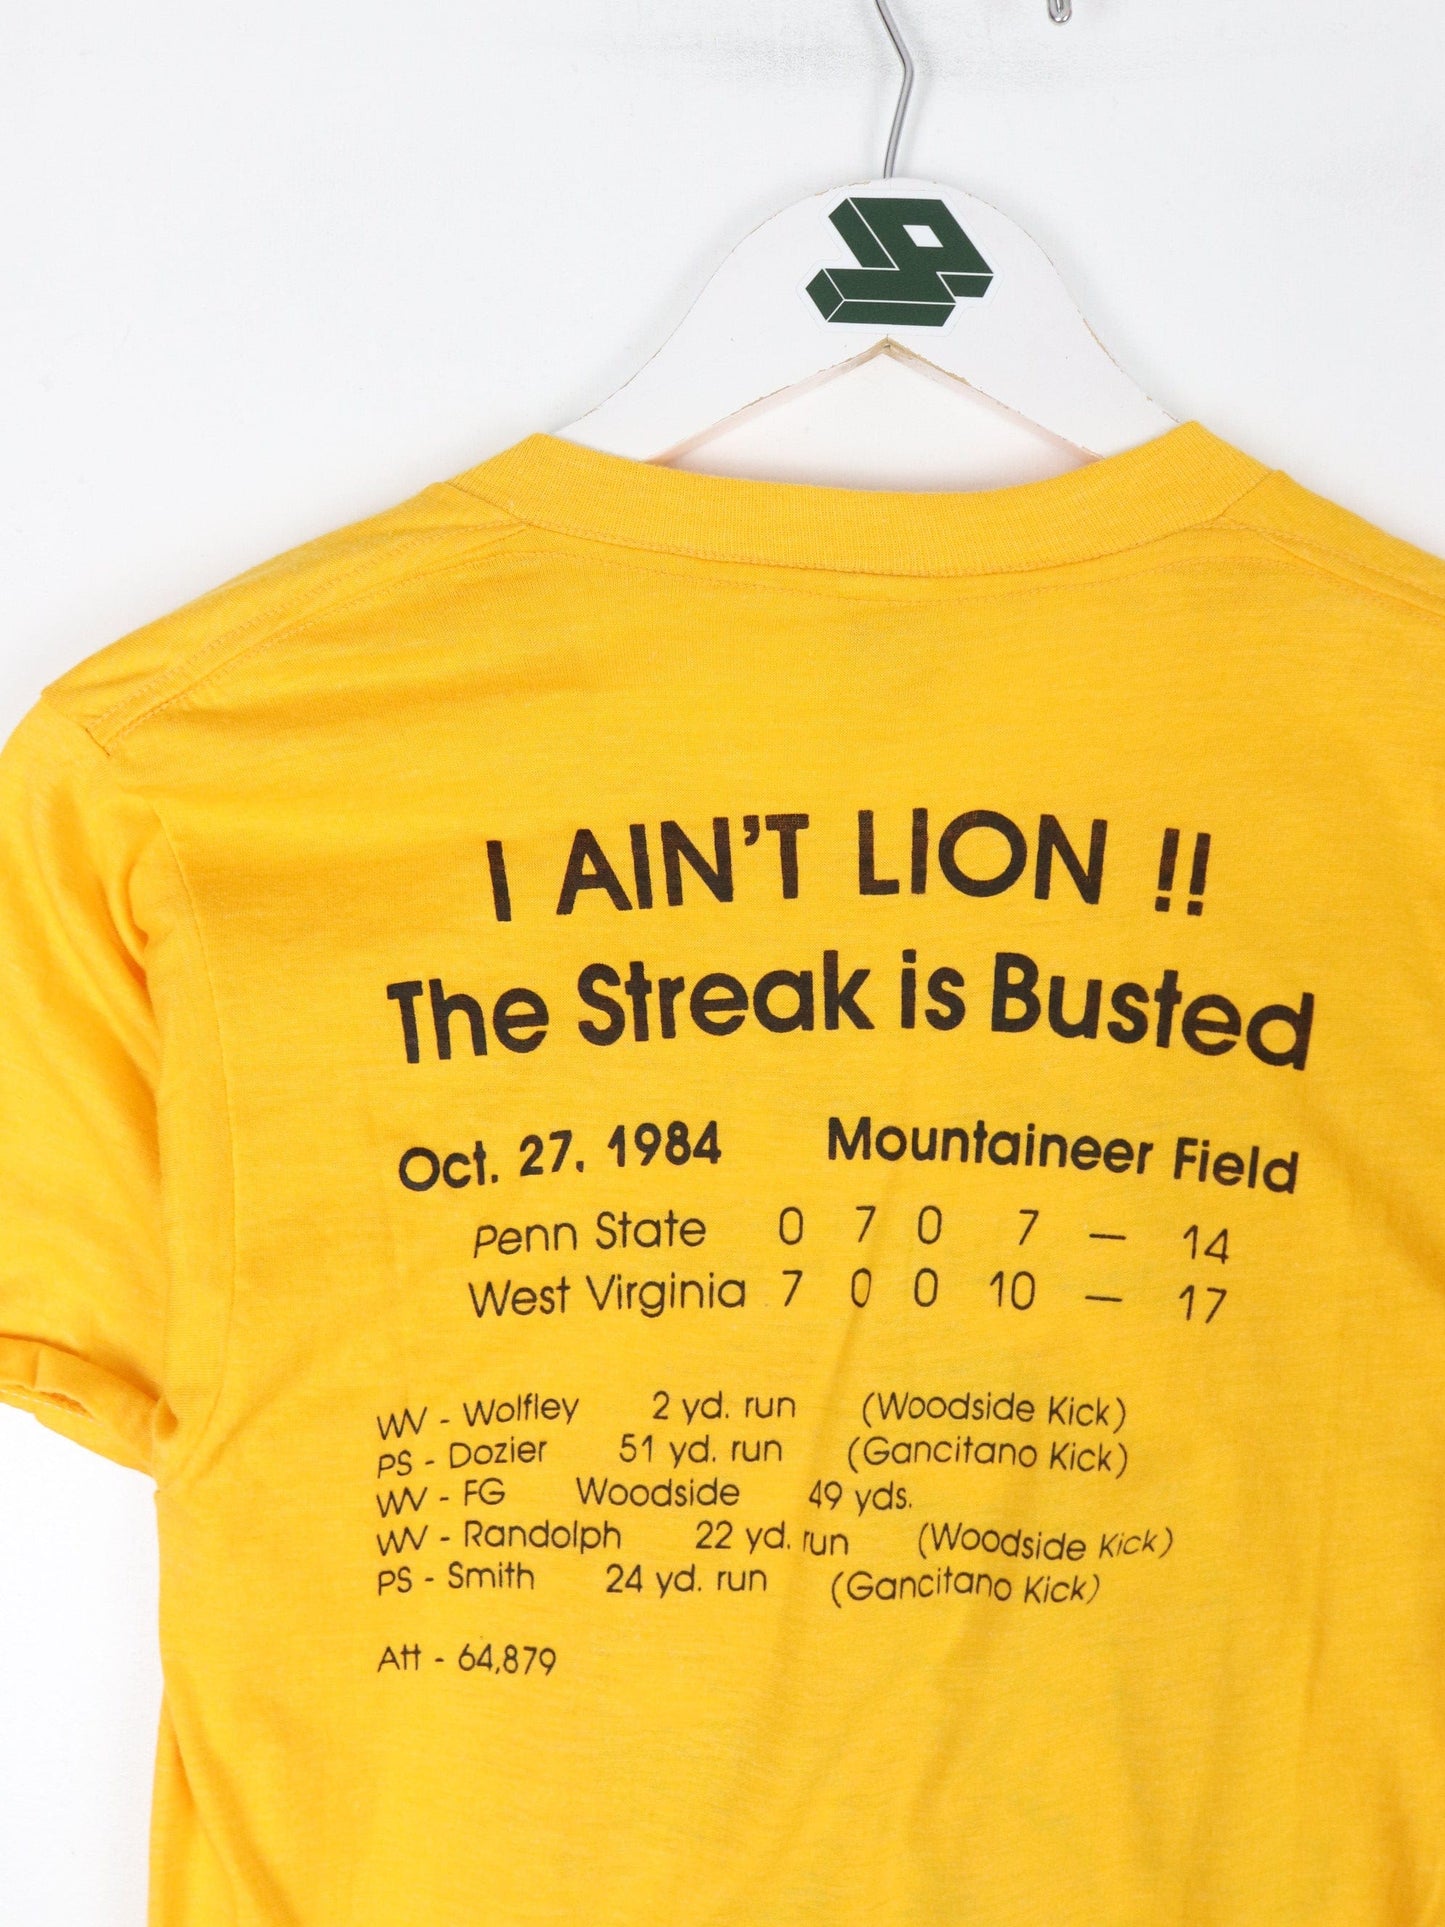 I AIN'T LION !!
The Streak is Busted
Oct. 27, 1984 Mountaineer Field
Penn State 0 7 0 7 — 14
West Virginia 7 0 0 10 — 17
WV - Wolfley 2 yd. run (Woodside Kick)
PS - Dozier 51 yd. run (Gancitano Kick)
WV - FG Woodside 49 yds.
WV - Randolph 22 yd. run (Woodside Kick)
PS - Smith 24 yd. run (Gancitano Kick)
Att - 64,879